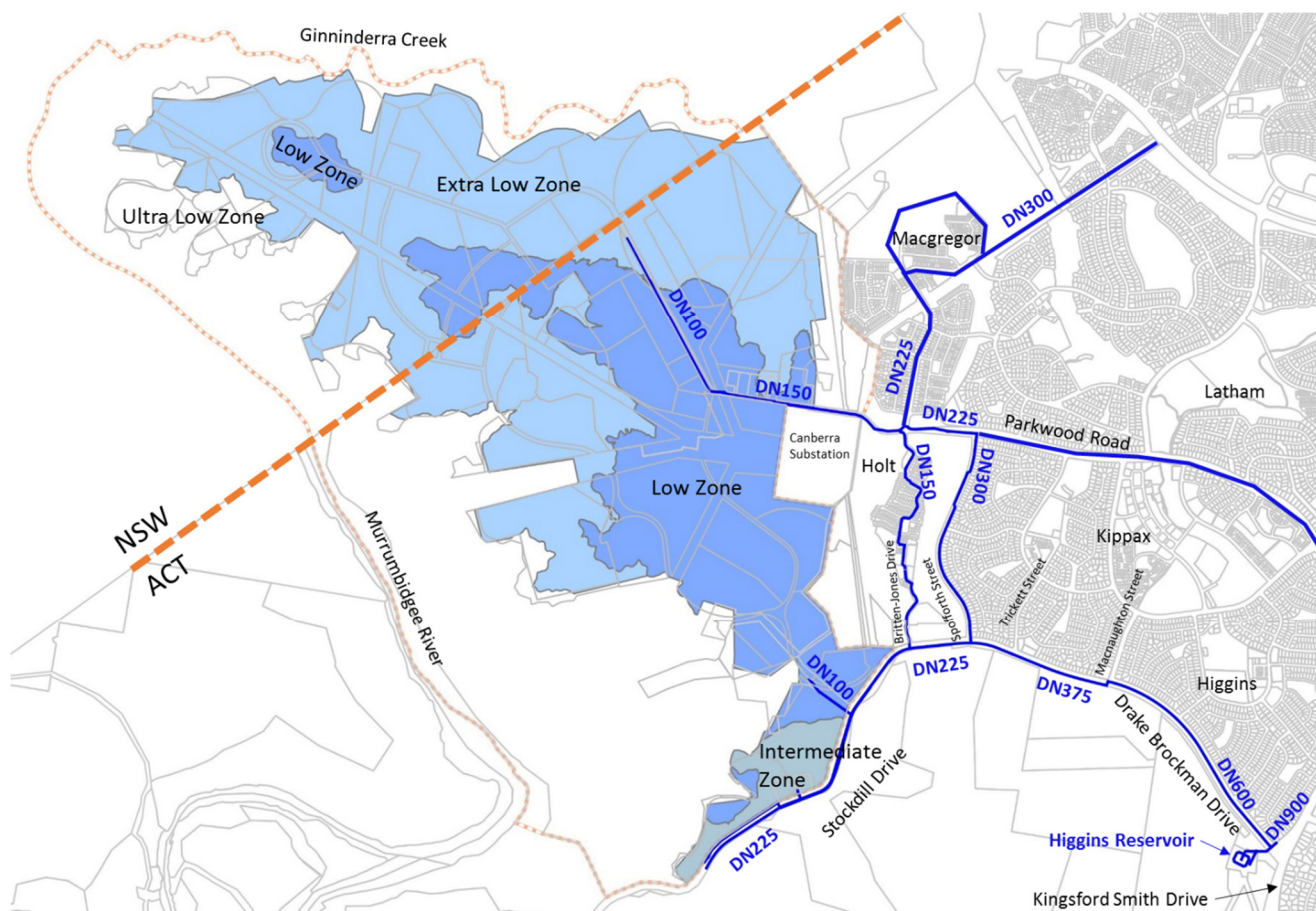 Ginninderra Creek
Low Zone
Extra Low Zone
Ultra Low Zone
DN300
Macgregor
DN100
DN225
DN150
DN225
Latham
Parkwood Road
Canberra
Substation
Holt
DN150
DN300
Low Zone
Kippax
NSW
ACT
Murrumbidgee River
Britten-Jones Drive
Spofforth Street
Trickett Street
Macnaughton Street
DN225
DN100
DN375
Higgins
Drake Brockman Drive
Intermediate
Zone
Stockdill Drive
DN600
DN900
DN225
Higgins Reservoir
Kingsford Smith Drive